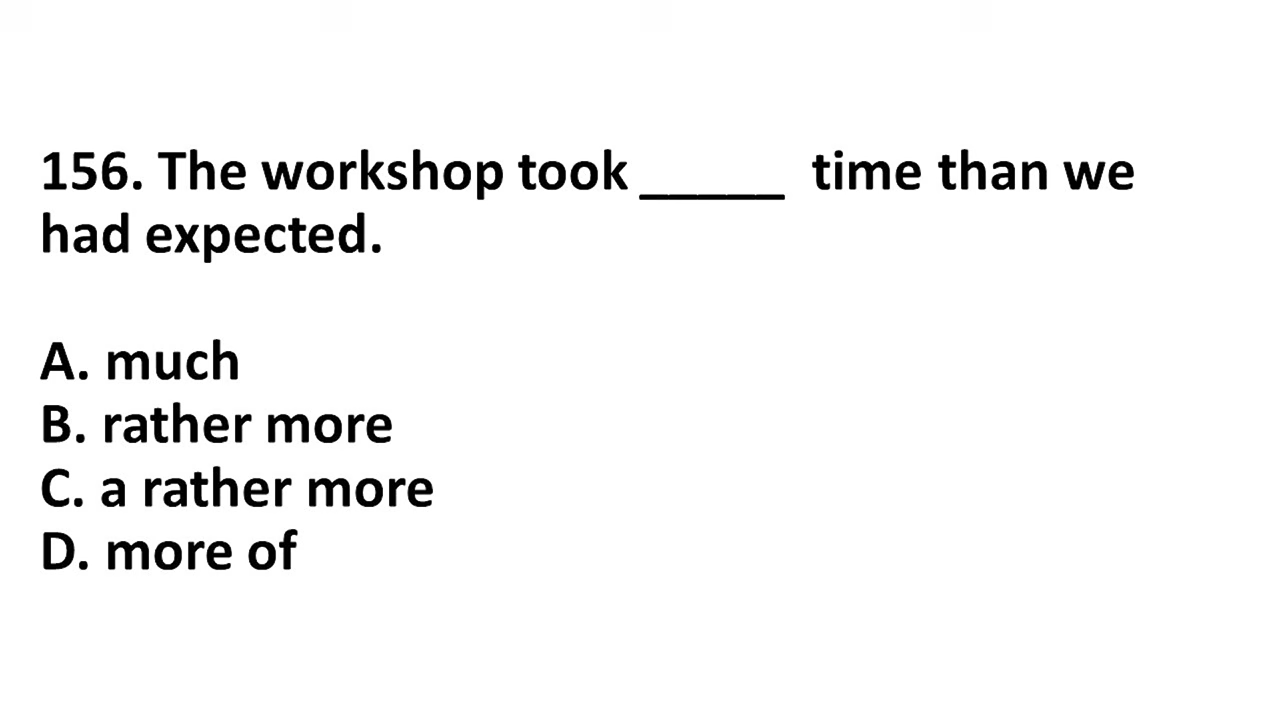 156. The workshop took _____ time than we
had expected.
A. much
B. rather more
C. a rather more
D. more of